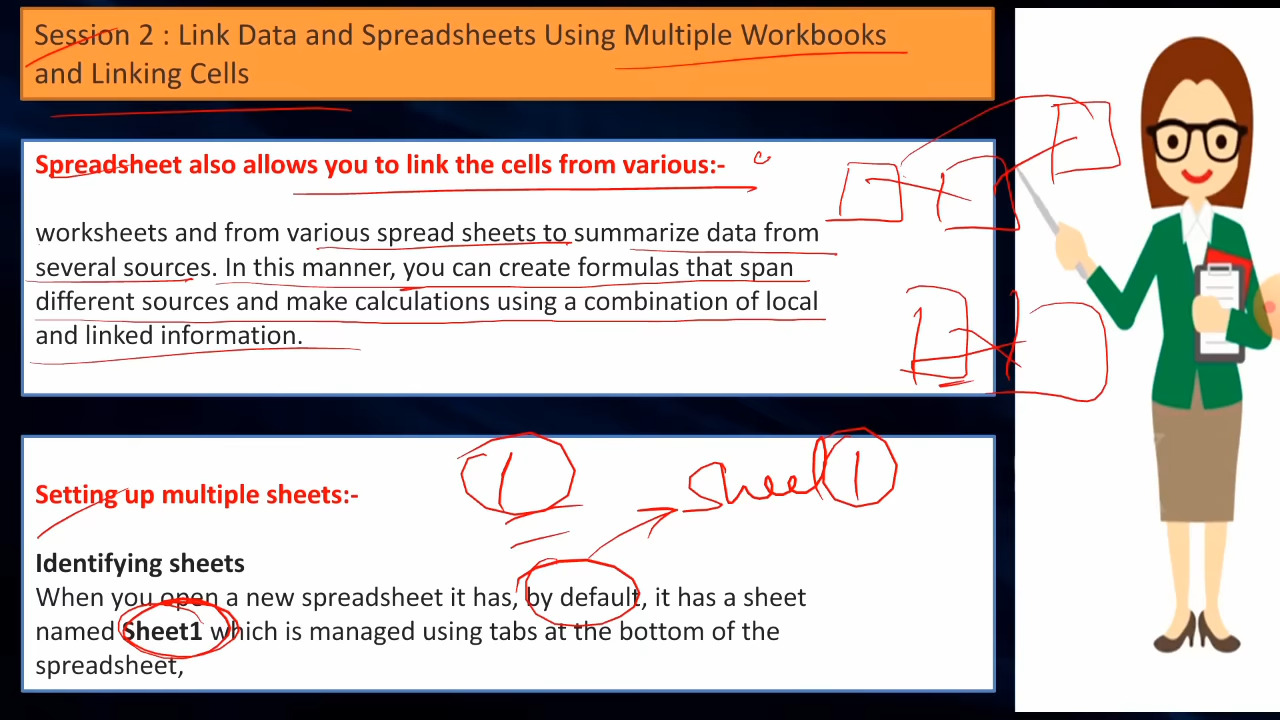 Session 2 : Link Data and Spreadsheets Using Multiple Workbooks
and Linking Cells
Spreadsheet also allows you to link the cells from various:-
worksheets and from various spread sheets to summarize data from
several sources. In this manner, you can create formulas that span
different sources and make calculations using a combination of local
and linked information.
1
Sheet 1
Setting up multiple sheets:-
Identifying sheets
When you open a new spreadsheet it has, by default, it has a sheet
named Sheet1 which is managed using tabs at the bottom of the
spreadsheet,